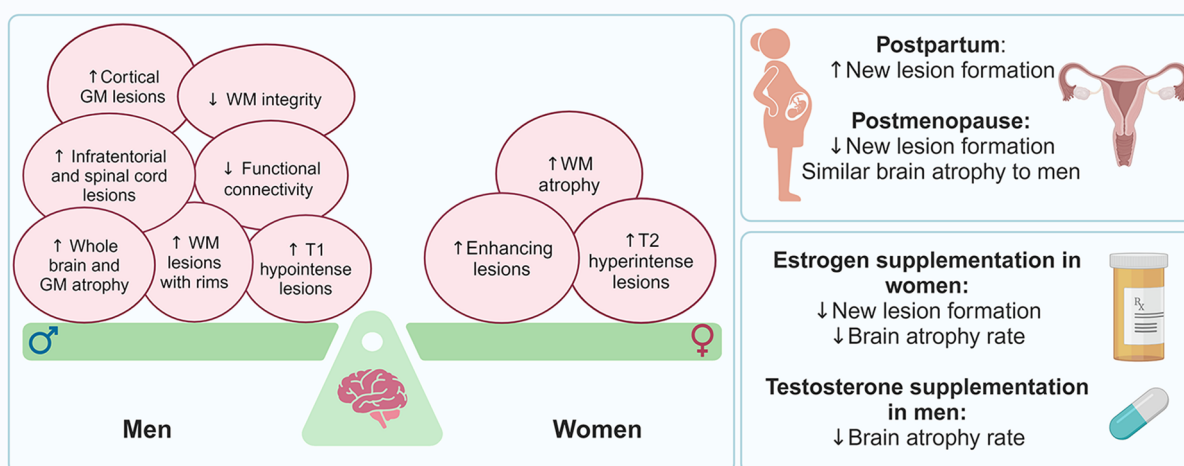 ↑Cortical
GM lesions
↓ WM integrity
↑ Infratentorial
and spinal cord
lesions
↓ Functional
connectivity
↑ Whole
brain and
GM atrophy
↑ WM
lesions
with rims
↑ T1
hypointense
lesions
↑WM
atrophy
↑Enhancing
lesions
↑T2
hyperintense
lesions
♂
♀
Men
Women
Postpartum:
↑New lesion formation
Postmenopause:
↓New lesion formation
Similar brain atrophy to men
Estrogen supplementation in
women:
↓New lesion formation
↓Brain atrophy rate
Rx
Testosterone supplementation
in men:
↓Brain atrophy rate